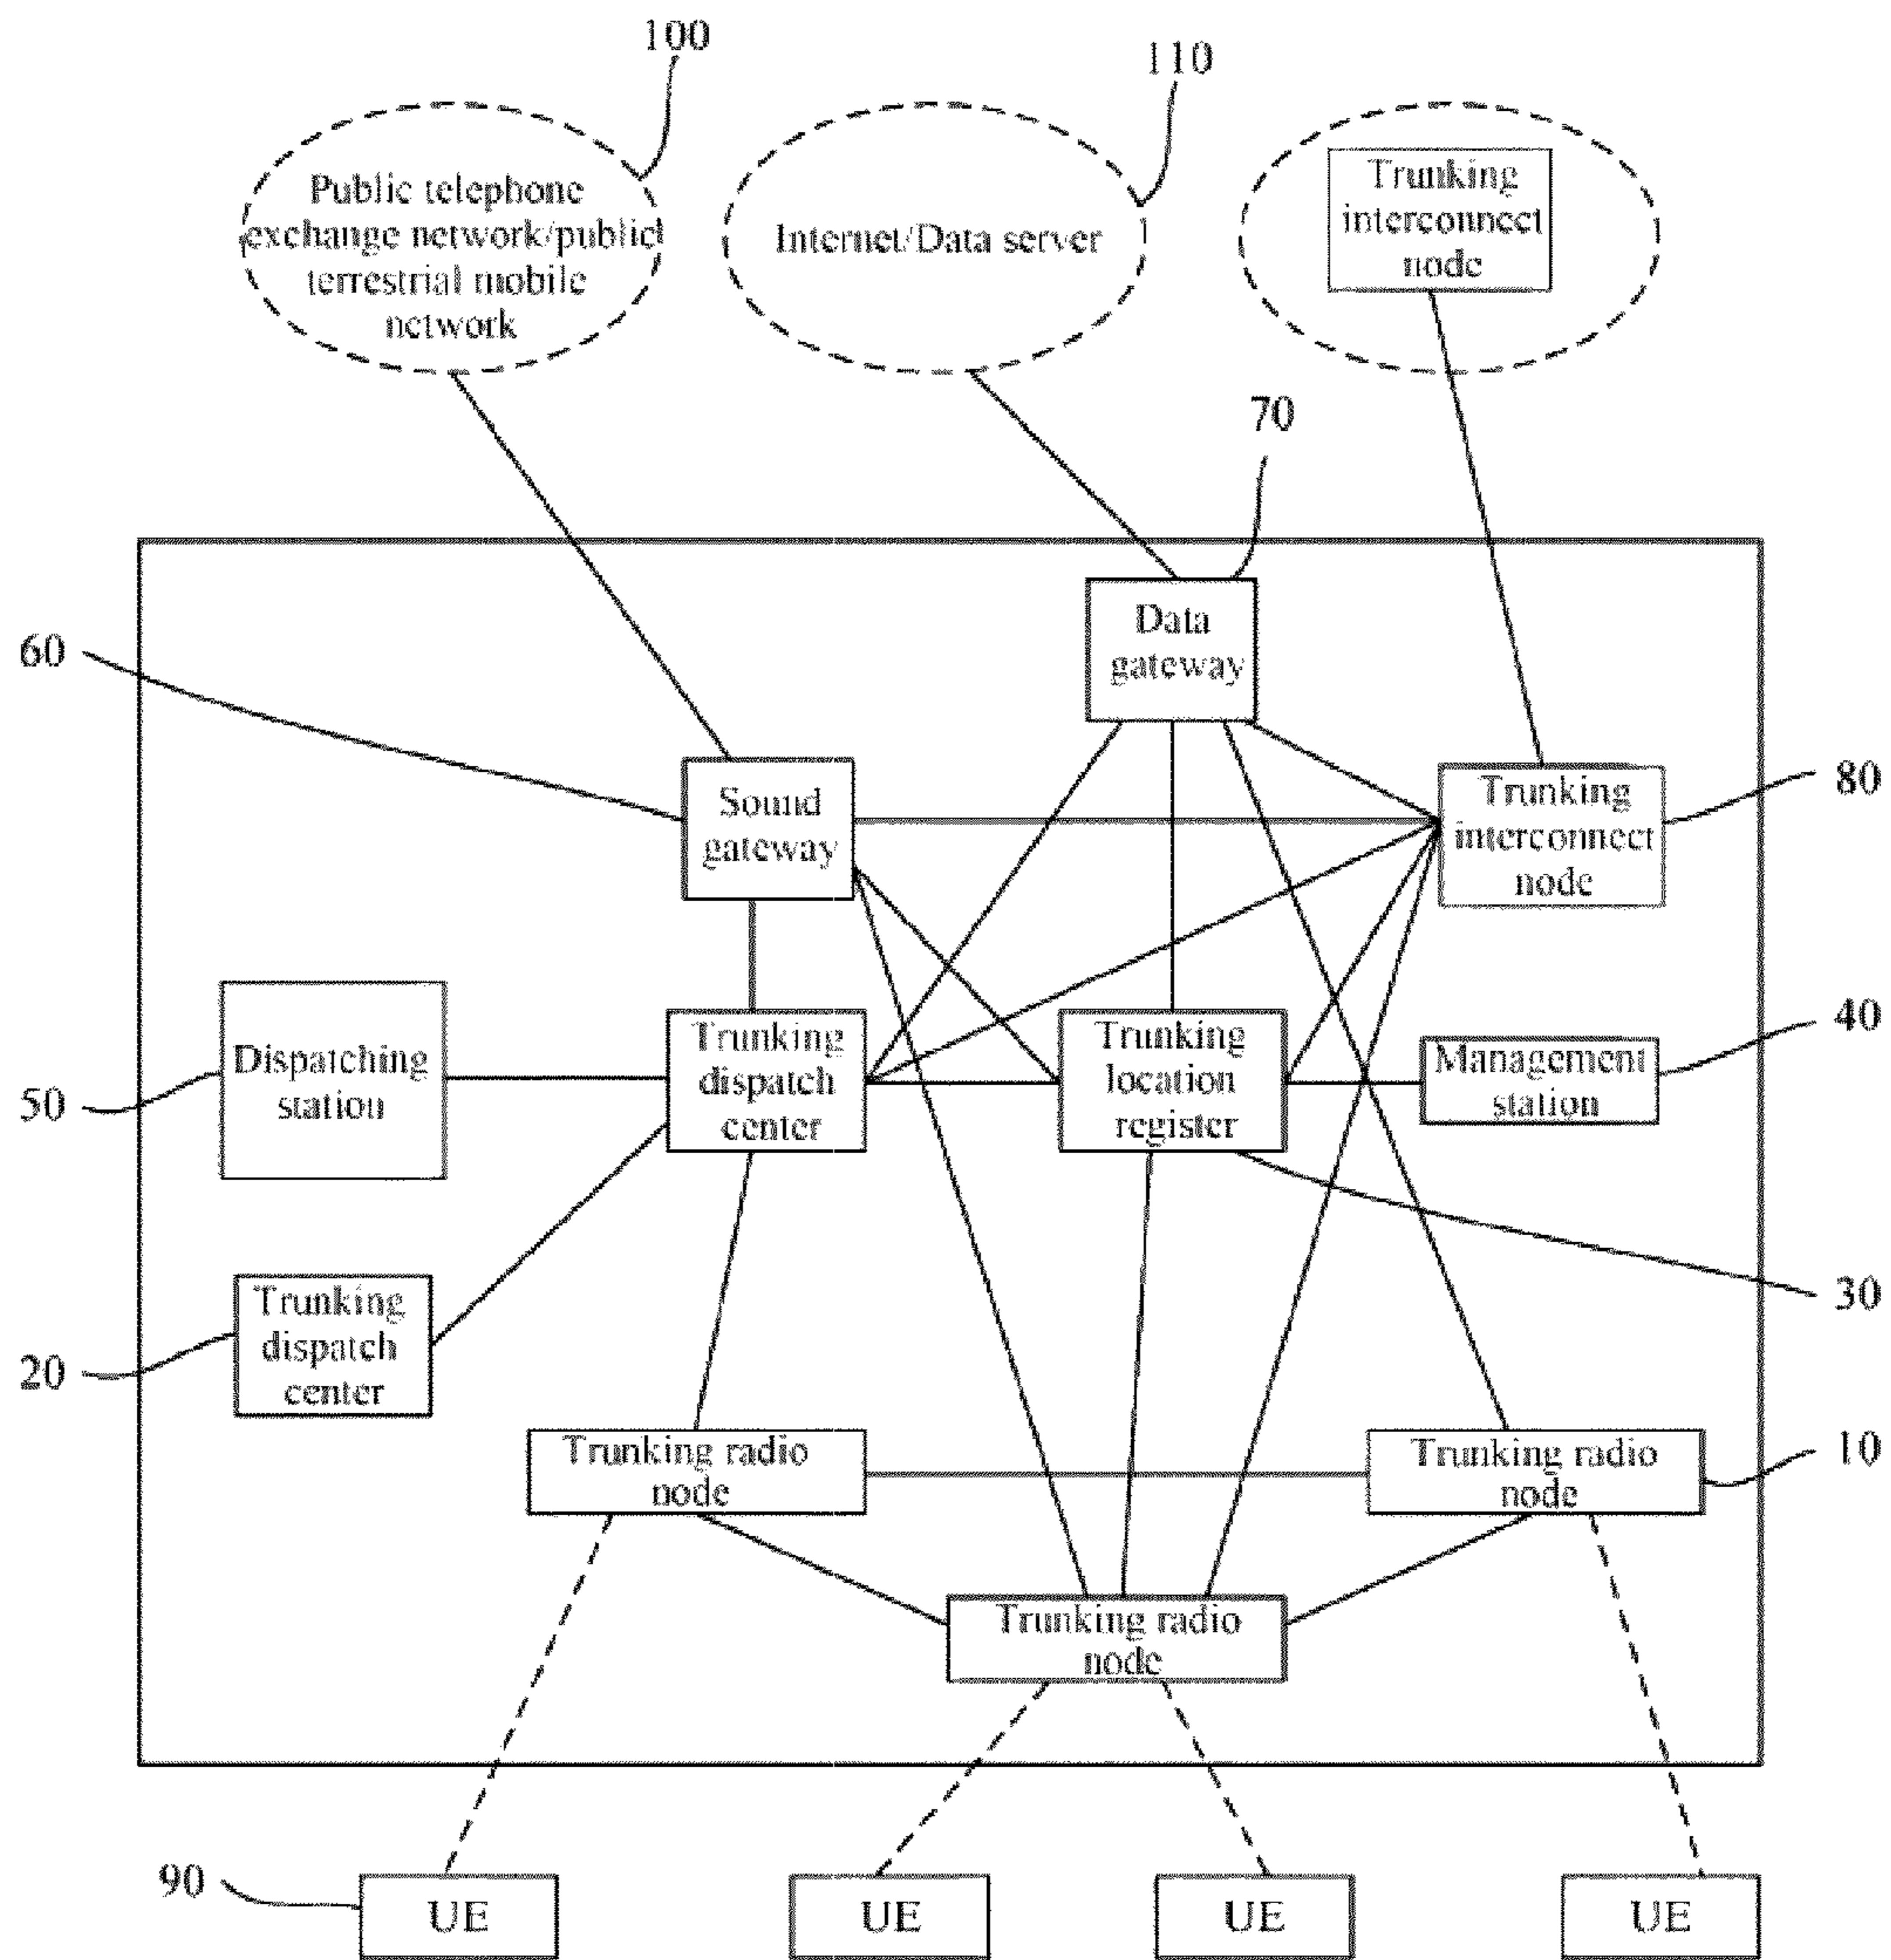 100
110
Public telephone
exchange network/public
terrestrial mobile
network
Internet/Data server
Trunking
interconnect
node
70
Data
gateway
60
Sound
gateway
Trunking
interconnect
node
80
Dispatching
station
50
Trunking
dispatch
center
Trunking
location
register
Management
station
40
30
Trunking
dispatch
center
20
Trunking radio
node
Trunking radio
node
10
Trunking radio
node
90
UE
UE
UE
UE